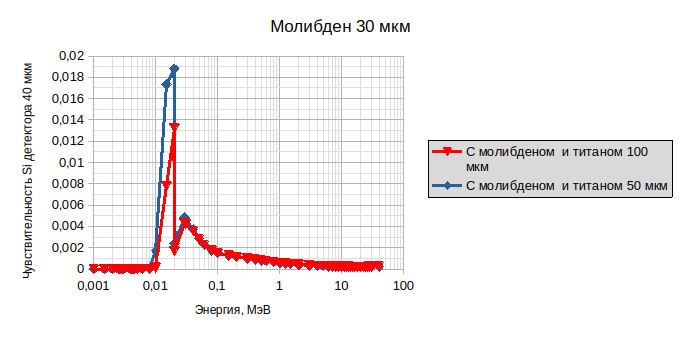 Молибден 30 мкм
Чувствительность Si детектора 40 мкм
0,02
0,018
0,016
0,014
0,012
0,01
0,008
0,006
0,004
0,002
0
0,001
0,01
0,1
1
10
100
Энергия, МэВ
С молибденом и титаном 100
мкм
С молибденом и титаном 50 мкм